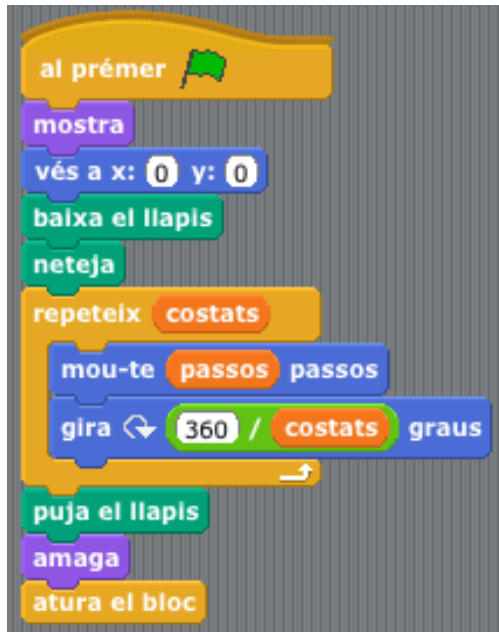 al prémer
mostra
vés a x: 0 y: 0
baixa el llapis
neteja
repeteix costats
mou-te passos passos
gira 360 / costats graus
puja el llapis
amaga
atura el bloc